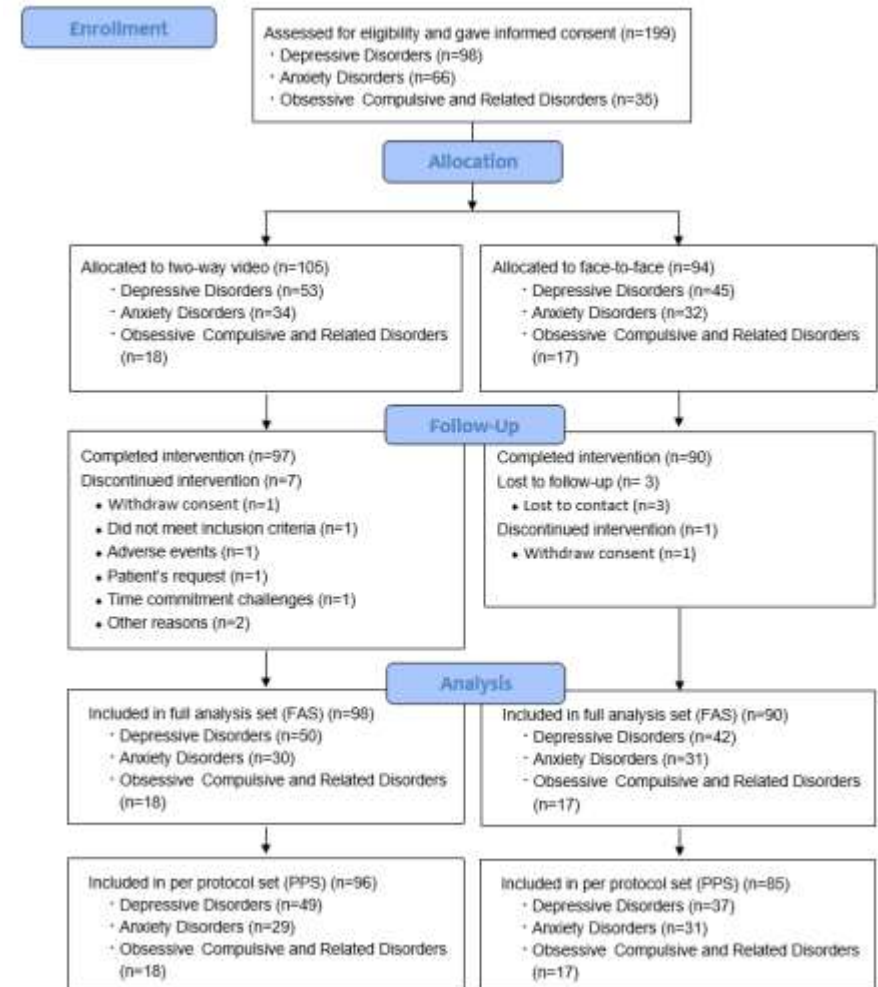 Enrollment
Assessed for eligibility and gave informed consent (n=199)
· Depressive Disorders (n=98)
· Anxiety Disorders (n=66)
· Obsessive Compulsive and Related Disorders (n=35)
Allocation
Allocated to two-way video (n=105)
· Depressive Disorders (n=53)
· Anxiety Disorders (n=34)
· Obsessive Compulsive and Related Disorders
(n=18)
Allocated to face-to-face (n=94)
· Depressive Disorders (n=45)
· Anxiety Disorders (n=32)
· Obsessive Compulsive and Related Disorders
(n=17)
Follow-Up
Completed intervention (n=97)
Discontinued intervention (n=7)
• Withdraw consent (n=1)
• Did not meet inclusion criteria (n=1)
• Adverse events (n=1)
• Patient's request (n=1)
• Time commitment challenges (n=1)
• Other reasons (n=2)
Completed intervention (n=90)
Lost to follow-up (n= 3)
• Lost to contact (n=3)
Discontinued intervention (n=1)
• Withdraw consent (n=1)
Analysis
Included in full analysis set (FAS) (n=98)
· Depressive Disorders (n=50)
· Anxiety Disorders (n=30)
· Obsessive Compulsive and Related Disorders
(n=18)
Included in full analysis set (FAS) (n=90)
· Depressive Disorders (n=42)
· Anxiety Disorders (n=31)
· Obsessive Compulsive and Related Disorders
(n=17)
Included in per protocol set (PPS) (n=96)
· Depressive Disorders (n=49)
· Anxiety Disorders (n=29)
· Obsessive Compulsive and Related Disorders
(n=18)
Included in per protocol set (PPS) (n=85)
· Depressive Disorders (n=37)
· Anxiety Disorders (n=31)
· Obsessive Compulsive and Related Disorders
(n=17)